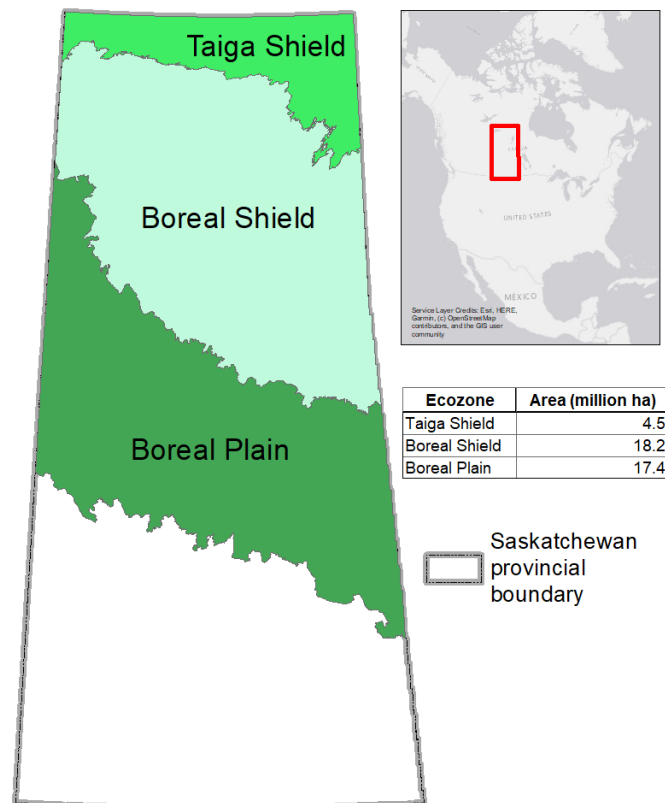 Taiga Shield
Boreal Shield
Boreal Plain
UNITED STATES
MÉXICO
Service Layer Credits: Esri, HERE,
Garmin, (c) OpenStreetMap
contributors, and the GIS user
community
Ecozone Area (million ha)
Taiga Shield 4.5
Boreal Shield 18.2
Boreal Plain 17.4
Saskatchewan
provincial
boundary